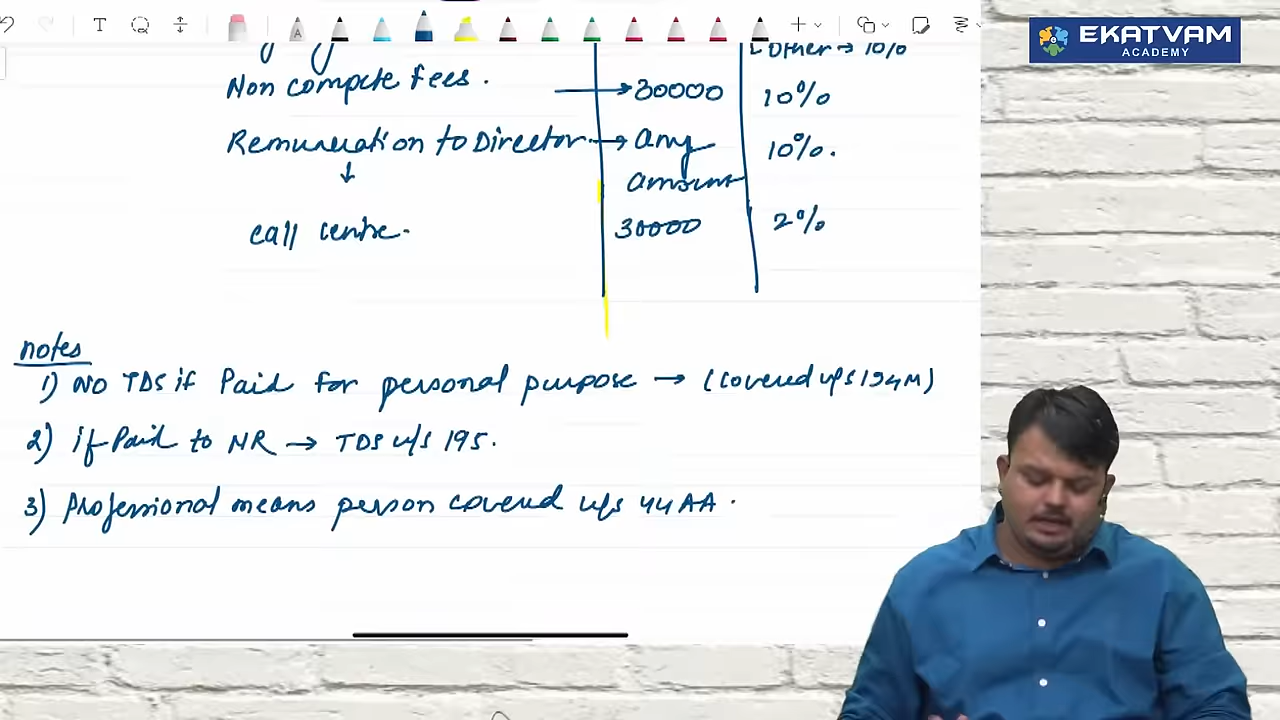 EKATVAM
ACADEMY
Other → 10%
Non compete fees. → 30000 10%
Remuneration to Director → any 10%.
amount
call centre. 30000 2%
notes
1) NO TDS if Paid for personal purpose → (covered u/s 194M)
2) if Paid to NR → TDS u/s 195.
3) Professional means person covered u/s 44AA.